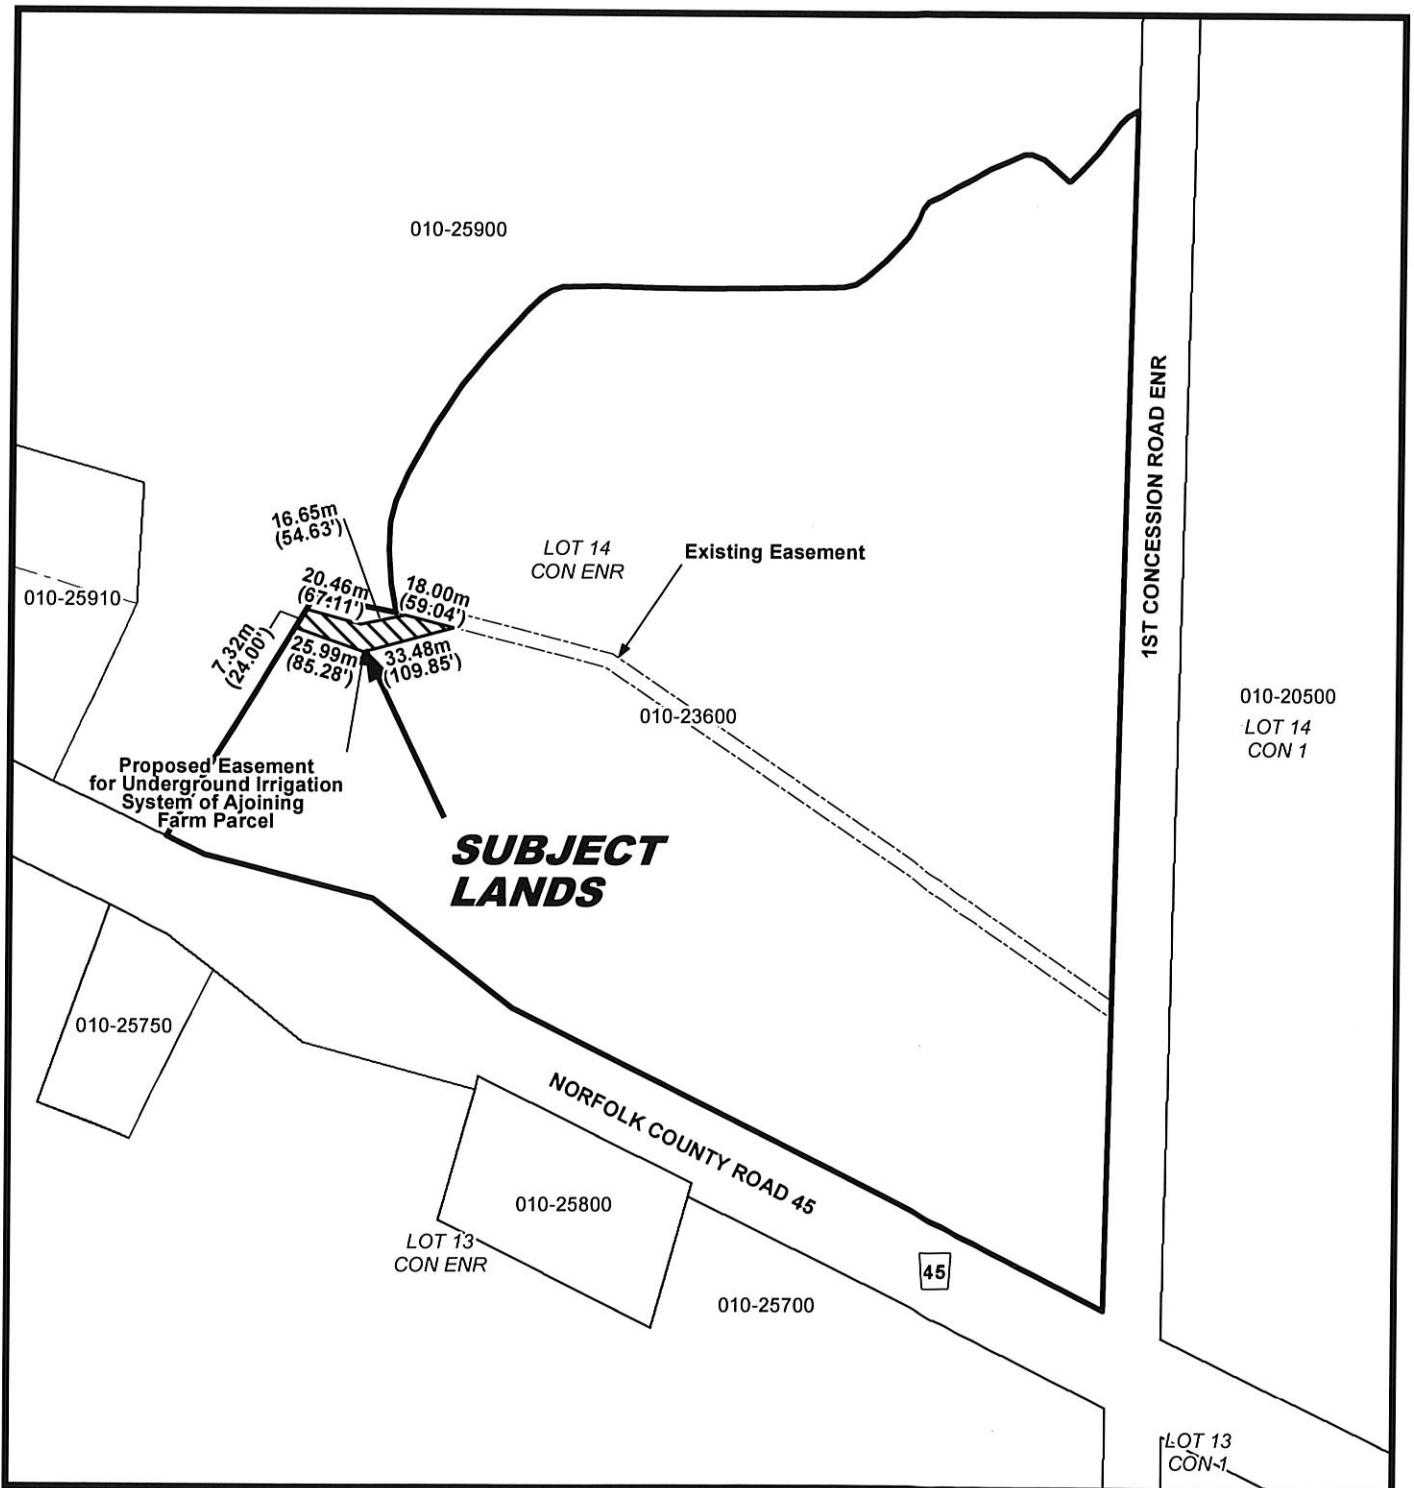 010-25900
1ST CONCESSION ROAD ENR
16.65m
(54.63')
LOT 14
CON ENR
Existing Easement
20.46m
(67.11')
18.00m
(59.04')
010-25910
7.32m
(24.00')
25.99m
(85.28')
33.48m
(109.85')
010-23600
010-20500
LOT 14
CON 1
Proposed Easement
for Underground Irrigation
System of Ajoining
Farm Parcel
SUBJECT
LANDS
010-25750
NORFOLK COUNTY ROAD 45
010-25800
LOT 13
CON ENR
45
010-25700
LOT 13
CON 1